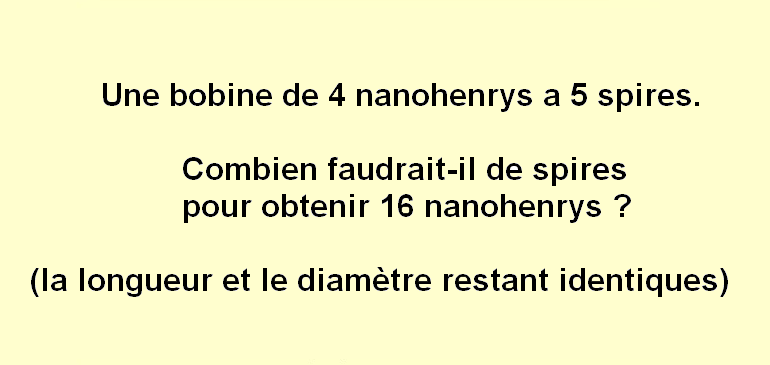 Une bobine de 4 nanohenrys a 5 spires.
Combien faudrait-il de spires
pour obtenir 16 nanohenrys ?
(la longueur et le diamètre restant identiques)